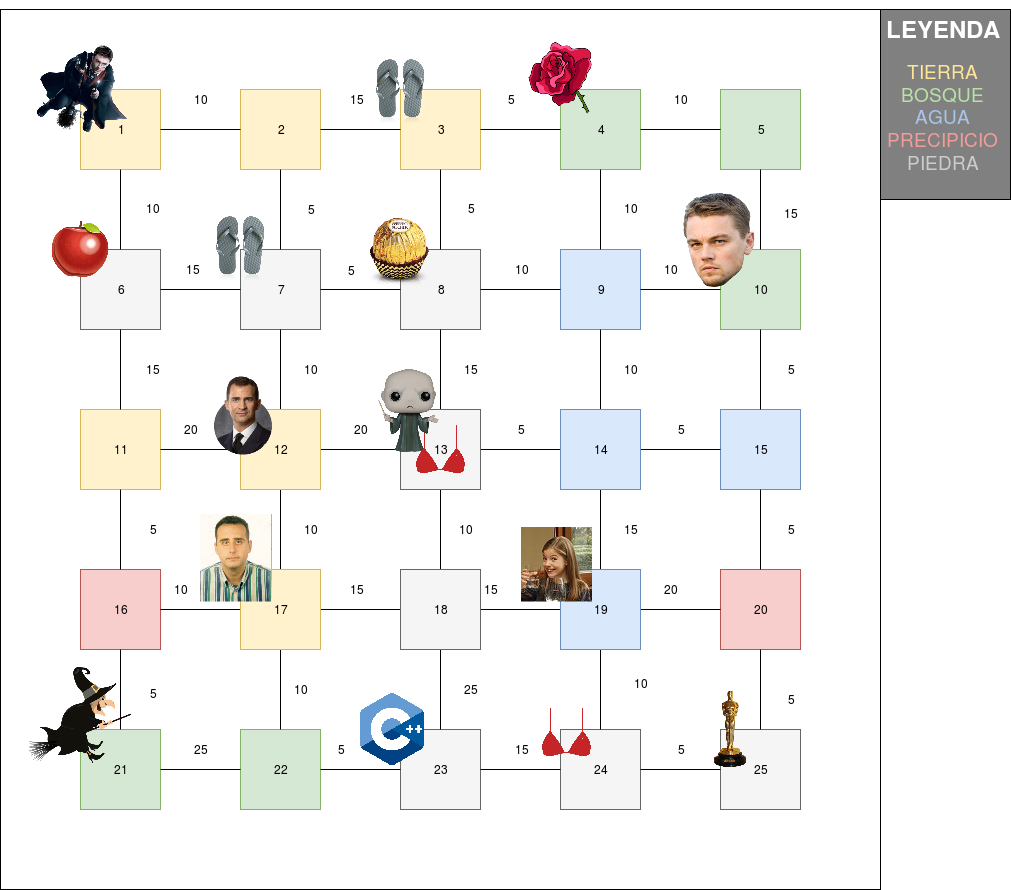 LEYENDA
TIERRA
BOSQUE
AGUA
PRECIPICIO
PIEDRA
10 15 5 10
1 2 3 4 5
10 5 5 10 15
15 5 10 10
6 7 8 9 10
15 10 15 10 5
20 20 5 5
11 12 13 14 15
5 10 10 15 5
10 15 15 20
16 17 18 19 20
5 10 25 10 5
C++
25 5 15 5
21 22 23 24 25